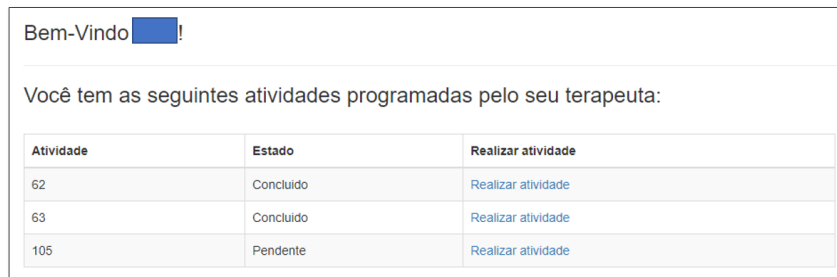 Bem-Vindo !
Você tem as seguintes atividades programadas pelo seu terapeuta:
Atividade Estado Realizar atividade
62 Concluido Realizar atividade
63 Concluido Realizar atividade
105 Pendente Realizar atividade